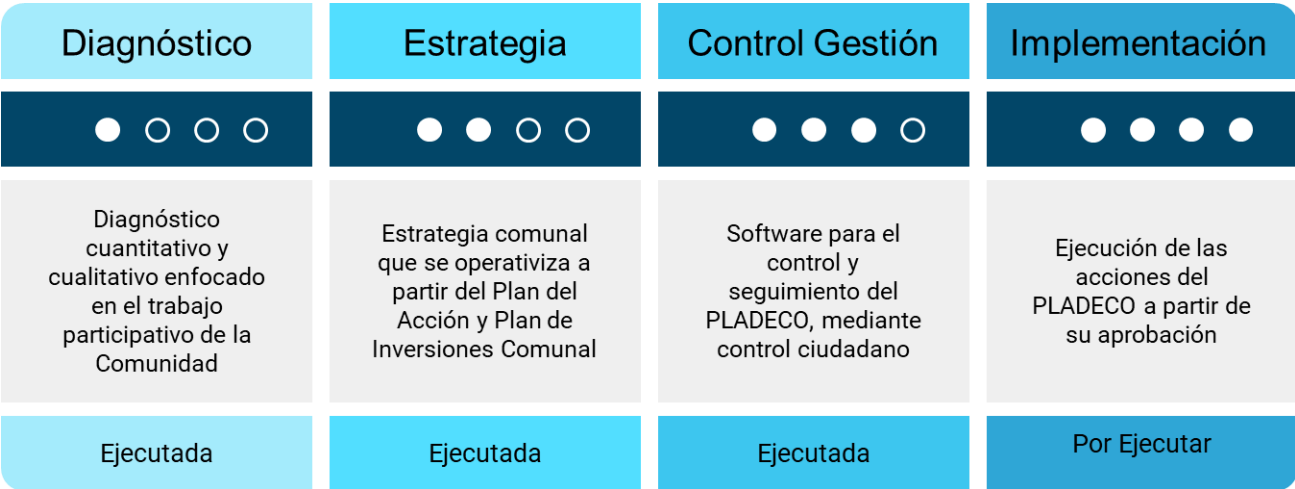 Diagnóstico
Estrategia
Control Gestión
Implementación
Diagnóstico
cuantitativo y
cualitativo enfocado
en el trabajo
participativo de la
Comunidad
Estrategia comunal
que se operativiza a
partir del Plan del
Acción y Plan de
Inversiones Comunal
Software para el
control y
seguimiento del
PLADECO, mediante
control ciudadano
Ejecución de las
acciones del
PLADECO a partir de
su aprobación
Ejecutada
Ejecutada
Ejecutada
Por Ejecutar